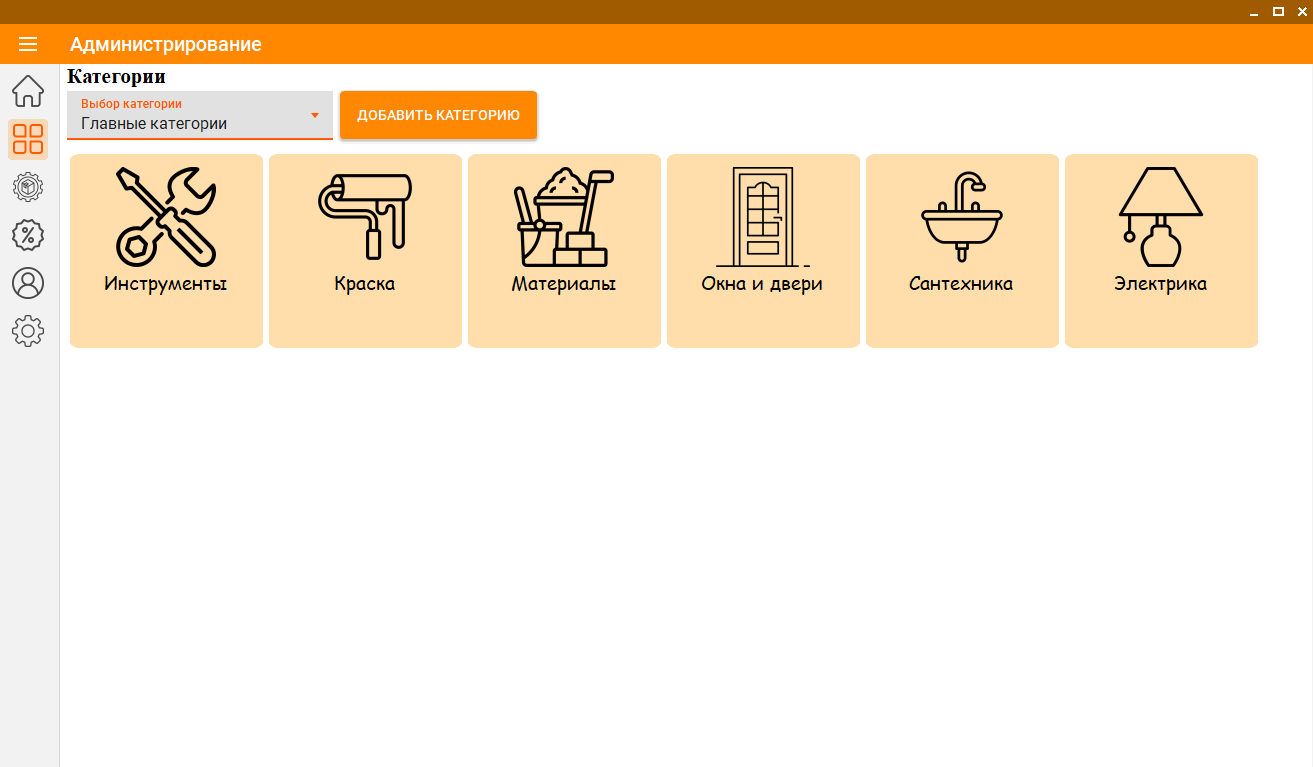 Администрирование
Категории
Выбор категории
Главные категории
ДОБАВИТЬ КАТЕГОРИЮ
Инструменты
Краска
Материалы
Окна и двери
Сантехника
Электрика